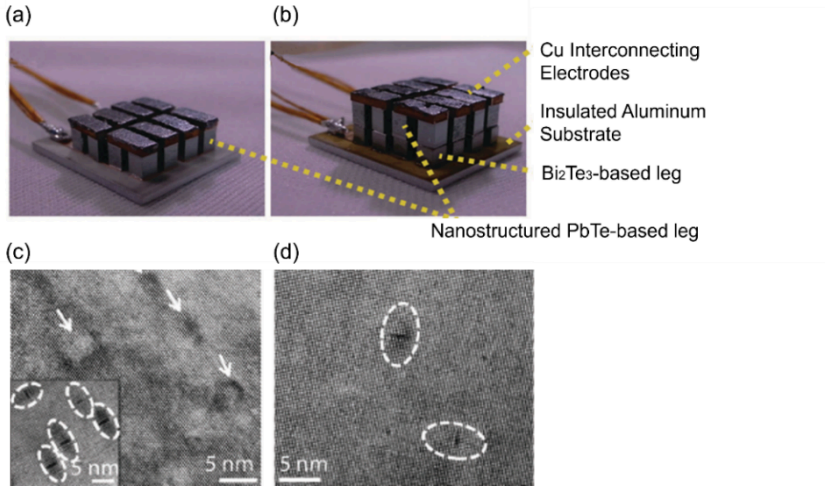 (a)
(b)
Cu Interconnecting
Electrodes
Insulated Aluminum
Substrate
Bi₂Te₃-based leg
Nanostructured PbTe-based leg
(c)
(d)
5 nm
5 nm
5 nm